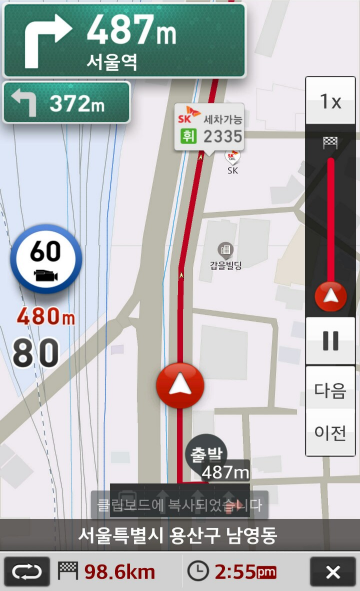 487m
서울역
372m
1x
SK 세차가능
휘 2335
SK
60
갑을빌딩
480m
80
다음
이전
출발
487m
클립보드에 복사되었습니다
서울특별시 용산구 남영동
98.6km
2:55pm